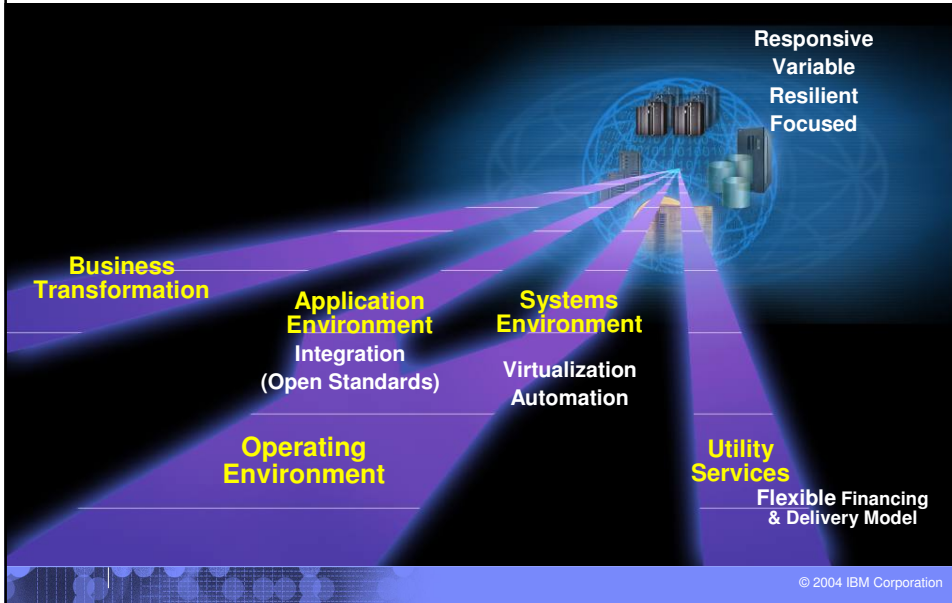 Responsive
Variable
Resilient
Focused
Business
Transformation
Application
Environment
Integration
(Open Standards)
Systems
Environment
Virtualization
Automation
Operating
Environment
Utility
Services
Flexible Financing
& Delivery Model
© 2004 IBM Corporation